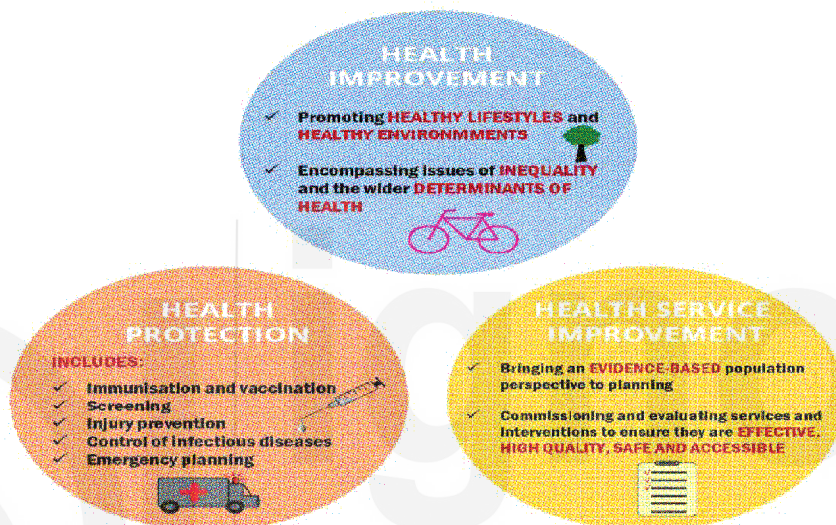 HEALTH
IMPROVEMENT
✓ Promoting HEALTHY LIFESTYLES and
HEALTHY ENVIRONMMENTS
✓ Encompassing issues of INEQUALITY
and the wider DETERMINANTS OF
HEALTH
HEALTH
PROTECTION
INCLUDES:
✓ Immunisation and vaccination
✓ Screening
✓ Injury prevention
✓ Control of infectious diseases
✓ Emergency planning
HEALTH SERVICE
IMPROVEMENT
✓ Bringing an EVIDENCE-BASED population
perspective to planning
✓ Commissioning and evaluating services and
interventions to ensure they are EFFECTIVE,
HIGH QUALITY, SAFE AND ACCESSIBLE